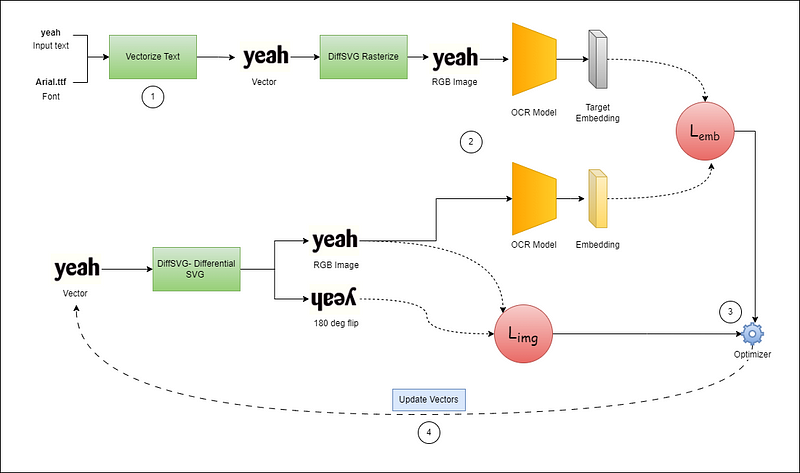 yeah
Input text
Arial.ttf
Font
Vectorize Text
1
yeah
Vector
DiffSVG Rasterize
yeah
RGB Image
OCR Model
Target
Embedding
L emb
2
OCR Model
Embedding
yeah
Vector
DiffSVG- Differential
SVG
yeah
RGB Image
yeah
180 deg flip
L img
3
Optimizer
Update Vectors
4